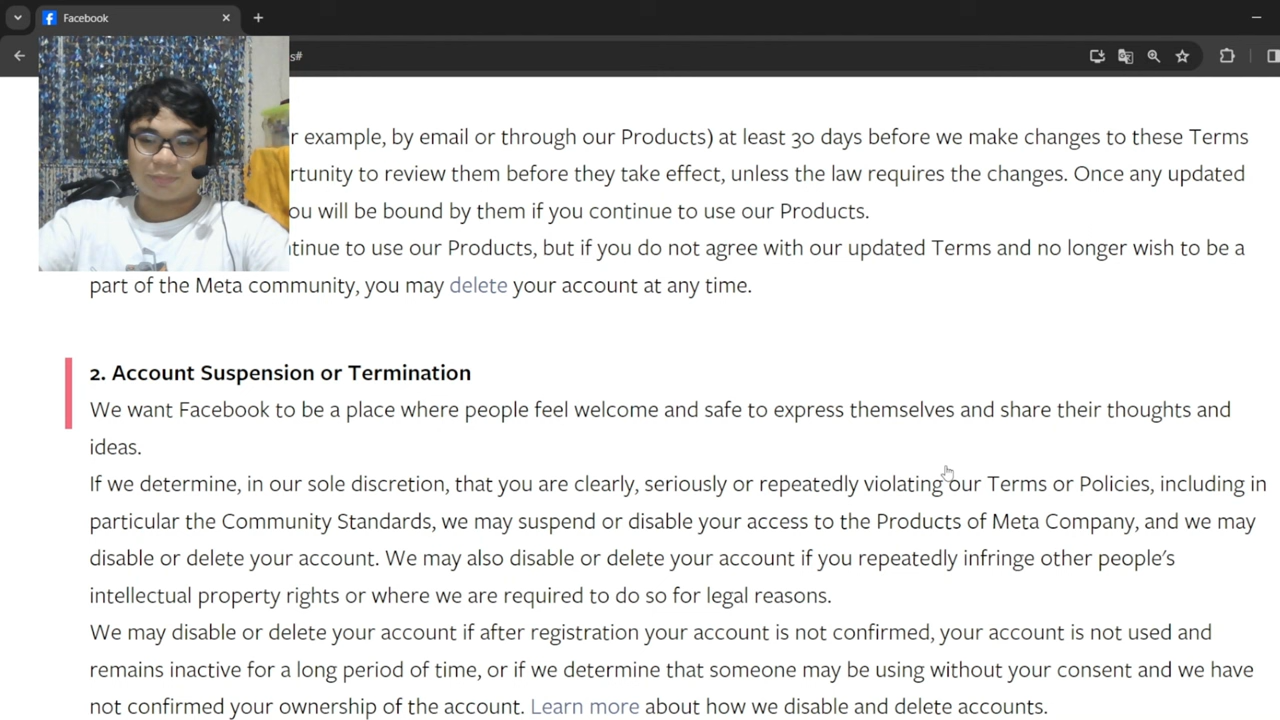 Facebook
s#
r example, by email or through our Products) at least 30 days before we make changes to these Terms
rtunity to review them before they take effect, unless the law requires the changes. Once any updated
ou will be bound by them if you continue to use our Products.
tinue to use our Products, but if you do not agree with our updated Terms and no longer wish to be a
part of the Meta community, you may delete your account at any time.
2. Account Suspension or Termination
We want Facebook to be a place where people feel welcome and safe to express themselves and share their thoughts and
ideas.
If we determine, in our sole discretion, that you are clearly, seriously or repeatedly violating our Terms or Policies, including in
particular the Community Standards, we may suspend or disable your access to the Products of Meta Company, and we may
disable or delete your account. We may also disable or delete your account if you repeatedly infringe other people's
intellectual property rights or where we are required to do so for legal reasons.
We may disable or delete your account if after registration your account is not confirmed, your account is not used and
remains inactive for a long period of time, or if we determine that someone may be using without your consent and we have
not confirmed your ownership of the account. Learn more about how we disable and delete accounts.